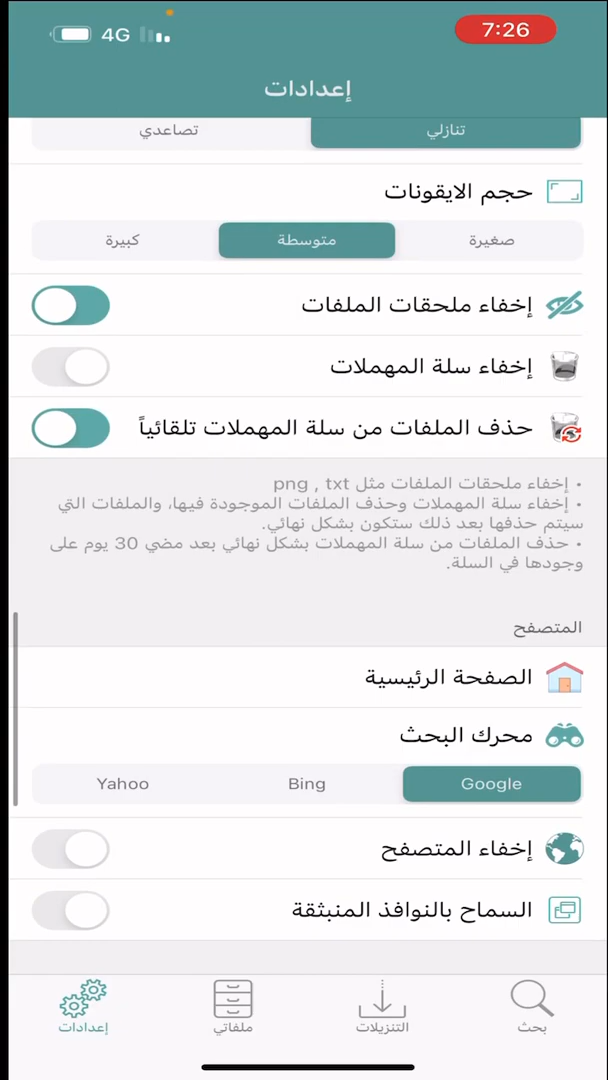 7:26
4G
إعدادات
تنازلي
تصاعدي
حجم الايقونات
صغيرة
متوسطة
كبيرة
إخفاء ملحقات الملفات
إخفاء سلة المهملات
حذف الملفات من سلة المهملات تلقائياً
• إخفاء ملحقات الملفات مثل png , txt
• إخفاء سلة المهملات وحذف الملفات الموجودة فيها، والملفات التي
سيتم حذفها بعد ذلك ستكون بشكل نهائي.
• حذف الملفات من سلة المهملات بشكل نهائي بعد مضي 30 يوم على
وجودها في السلة.
المتصفح
الصفحة الرئيسية
محرك البحث
Google
Bing
Yahoo
إخفاء المتصفح
السماح بالنوافذ المنبثقة
بحث
التنزيلات
ملفاتي
إعدادات